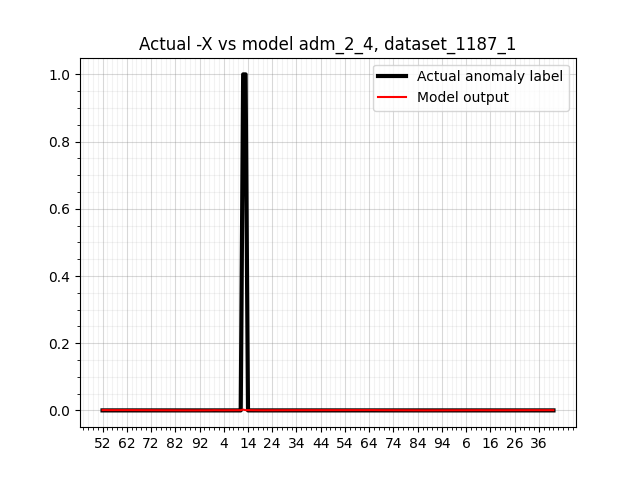 Actual -X vs model adm_2_4, dataset_1187_1
Actual anomaly label
Model output
1.0
0.8
0.6
0.4
0.2
0.0
52 62 72 82 92 4 14 24 34 44 54 64 74 84 94 6 16 26 36